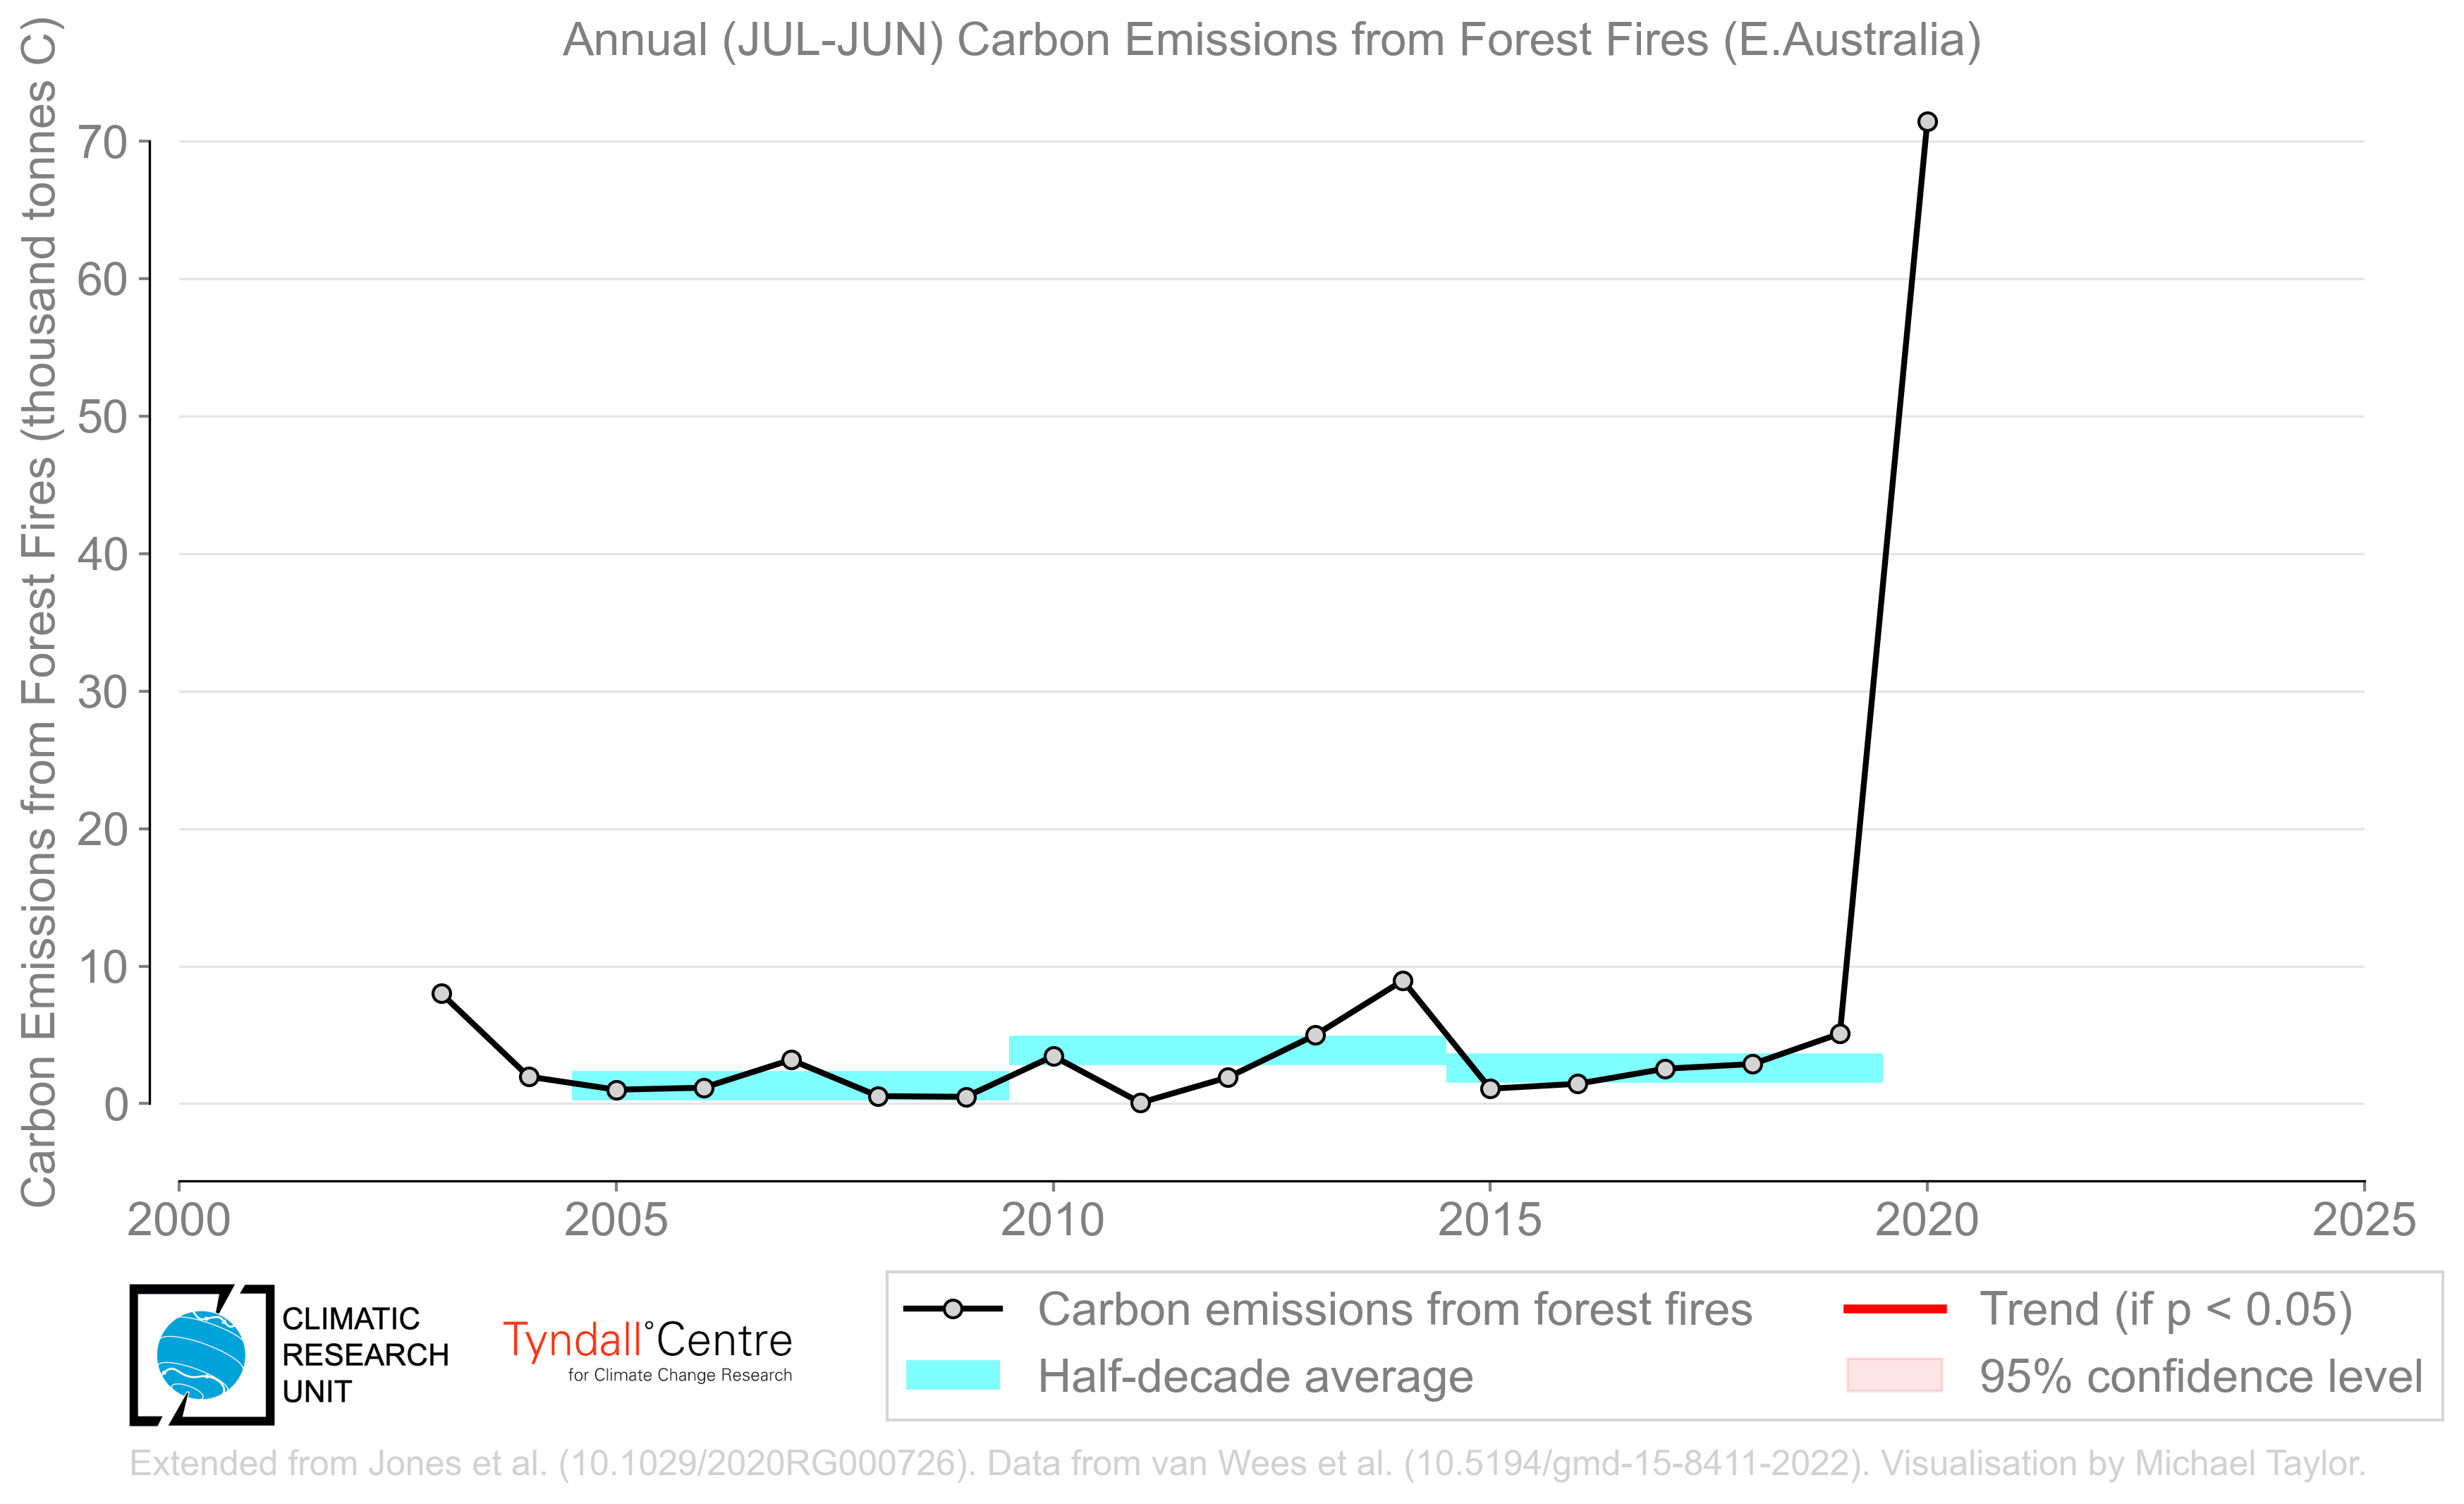 Annual (JUL-JUN) Carbon Emissions from Forest Fires (E.Australia)
Carbon Emissions from Forest Fires (thousand tonnes C)
70
60
50
40
30
20
10
0
2000 2005 2010 2015 2020 2025
CLIMATIC
RESEARCH
UNIT
Tyndall°Centre
for Climate Change Research
Carbon emissions from forest fires
Half-decade average
Trend (if p < 0.05)
95% confidence level
Extended from Jones et al. (10.1029/2020RG000726). Data from van Wees et al. (10.5194/gmd-15-8411-2022). Visualisation by Michael Taylor.